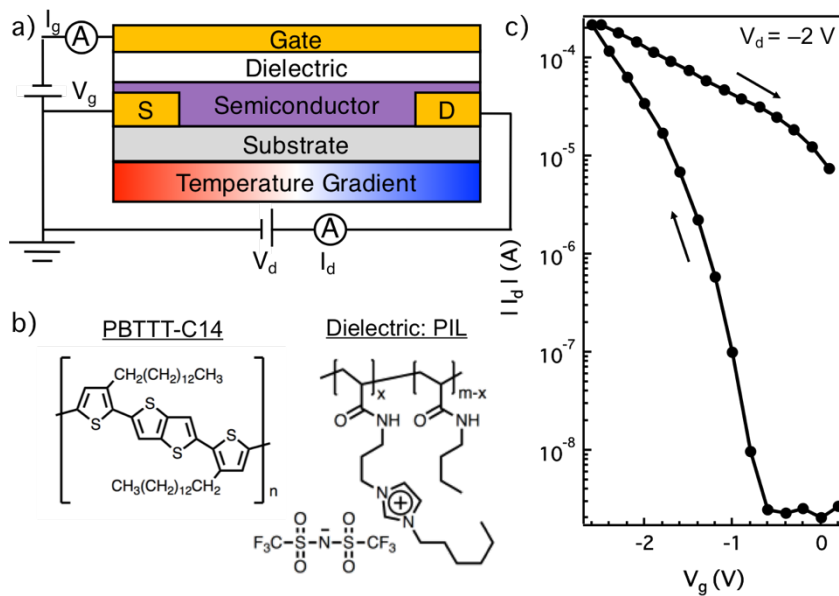 a)
I_g
A
V_g
Gate
Dielectric
S
Semiconductor
D
Substrate
Temperature Gradient
V_d
A
I_d
b)
PBTTT-C14
CH₂(CH₂)₁₂CH₃
S
S
S
S
CH₃(CH₂)₁₂CH₂
n
Dielectric: PIL
x
m-x
O
NH
O
NH
N
+
N
O O
F₃C-S-N-S-CF₃
−
O O
c)
V_d = −2 V
| I_d | (A)
10⁻⁴
10⁻⁵
10⁻⁶
10⁻⁷
10⁻⁸
-2
-1
0
V_g (V)